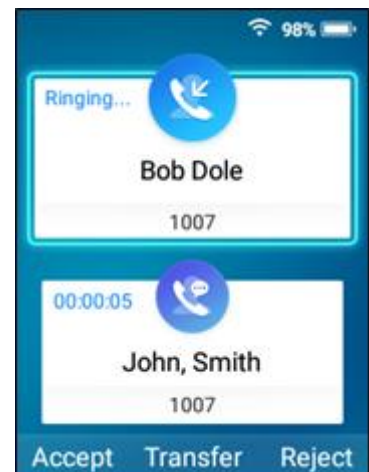 98%
Ringing...
Bob Dole
1007
00:00:05
John, Smith
1007
Accept Transfer Reject